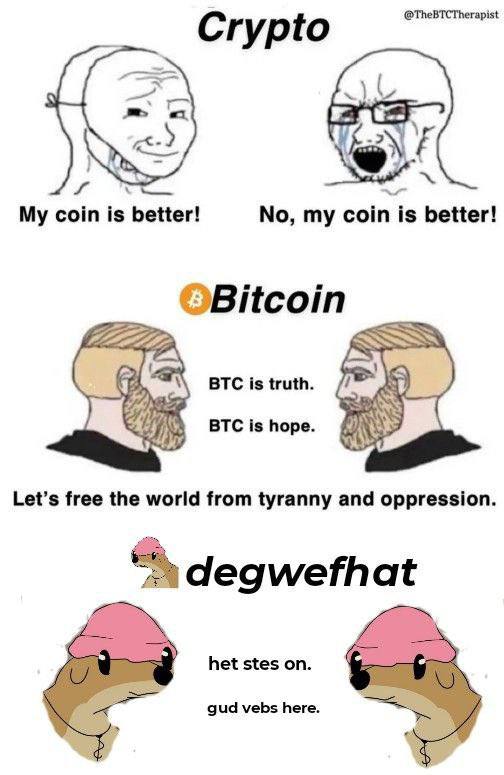 @TheBTCTherapist
Crypto
My coin is better!
No, my coin is better!
₿Bitcoin
BTC is truth.
BTC is hope.
Let's free the world from tyranny and oppression.
degwefhat
het stes on.
gud vebs here.